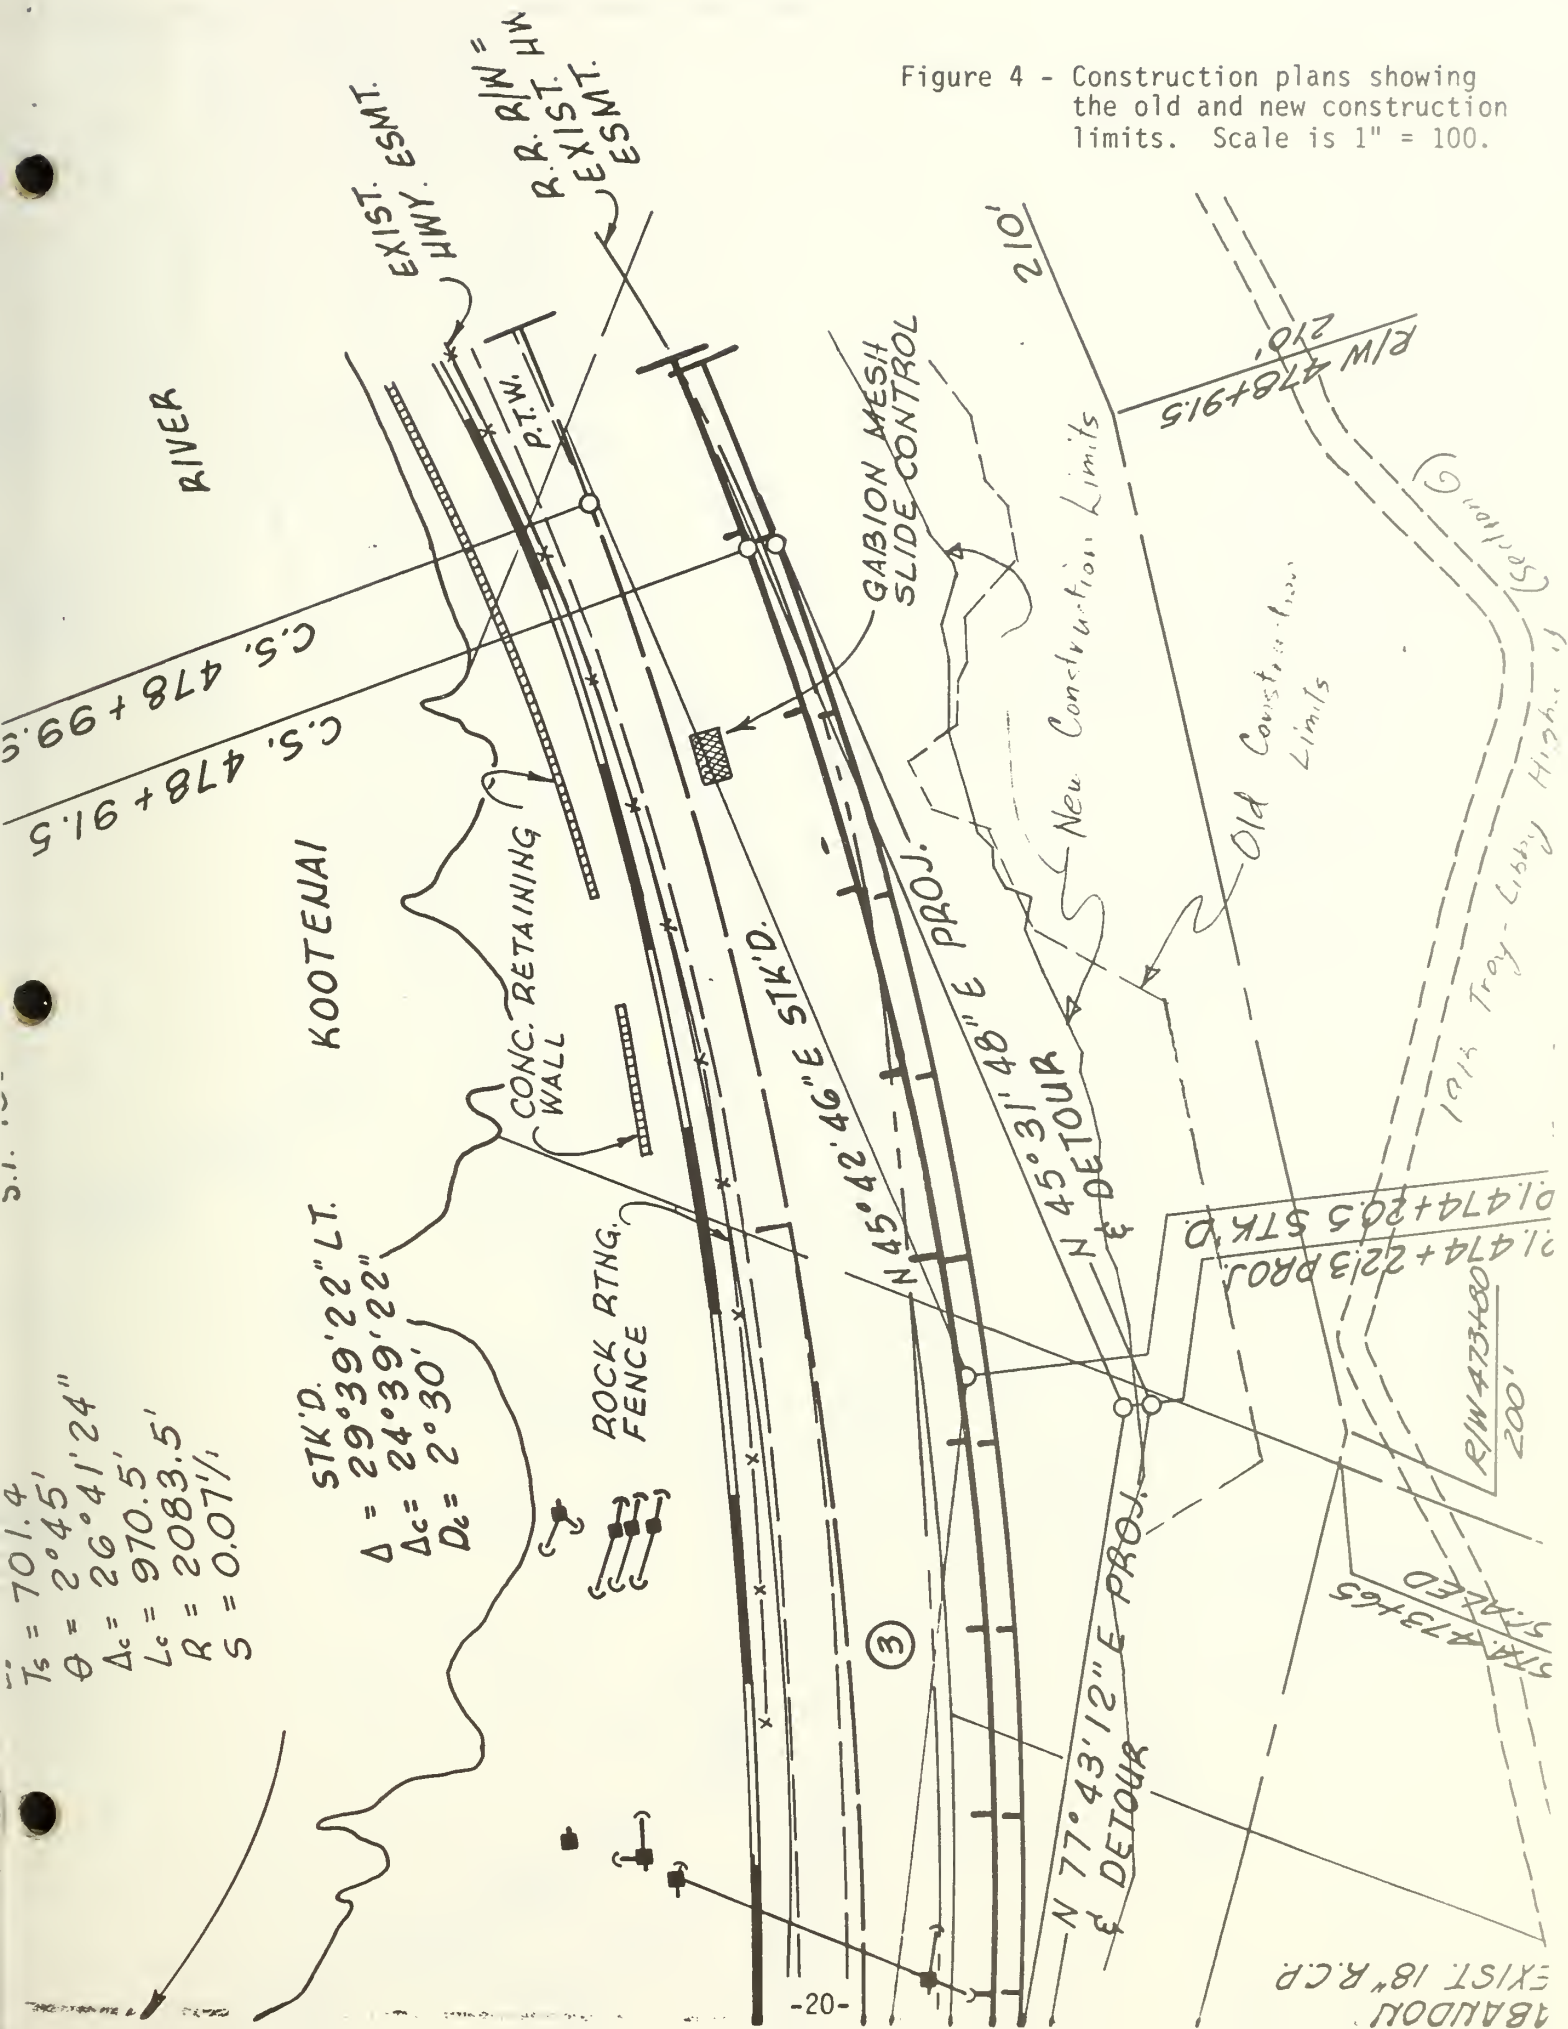 Figure 4 - Construction plans showing
the old and new construction
limits. Scale is 1" = 100.
EXIST.
HWY. ESMT.
R.R. R/W =
EXIST. HW
ESMT.
RIVER
KOOTENAI
P.T.W.
210'
R/W 478+91.5
210'
GABION MESH
SLIDE CONTROL
C.S. 478 + 99.9
C.S. 478 + 91.5
New Construction Limits
Old Construction
Limits
(Section G)
Troy - Libby
CONC. RETAINING
WALL
N 45° 42' 46" E STK'D.
N 45° 31' 48" E PROJ.
℄ DETOUR
ROCK RTNG.
FENCE
STK'D.
Δ = 29° 39' 22" LT.
Δc = 24° 39' 22"
Dc = 2° 30'
Ts = 701.4
θ = 2° 45'
Δc = 26° 41' 24"
Lc = 970.5'
R = 2083.5'
S = 0.07'/,
P.I. 474+20.5 STK'D.
P.I. 474+22.3 PROJ.
R/W 473+80
200'
473+65
3
N 77° 43' 12" E PROJ.
℄ DETOUR
ABANDON
EXIST. 18" R.C.P.
-20-